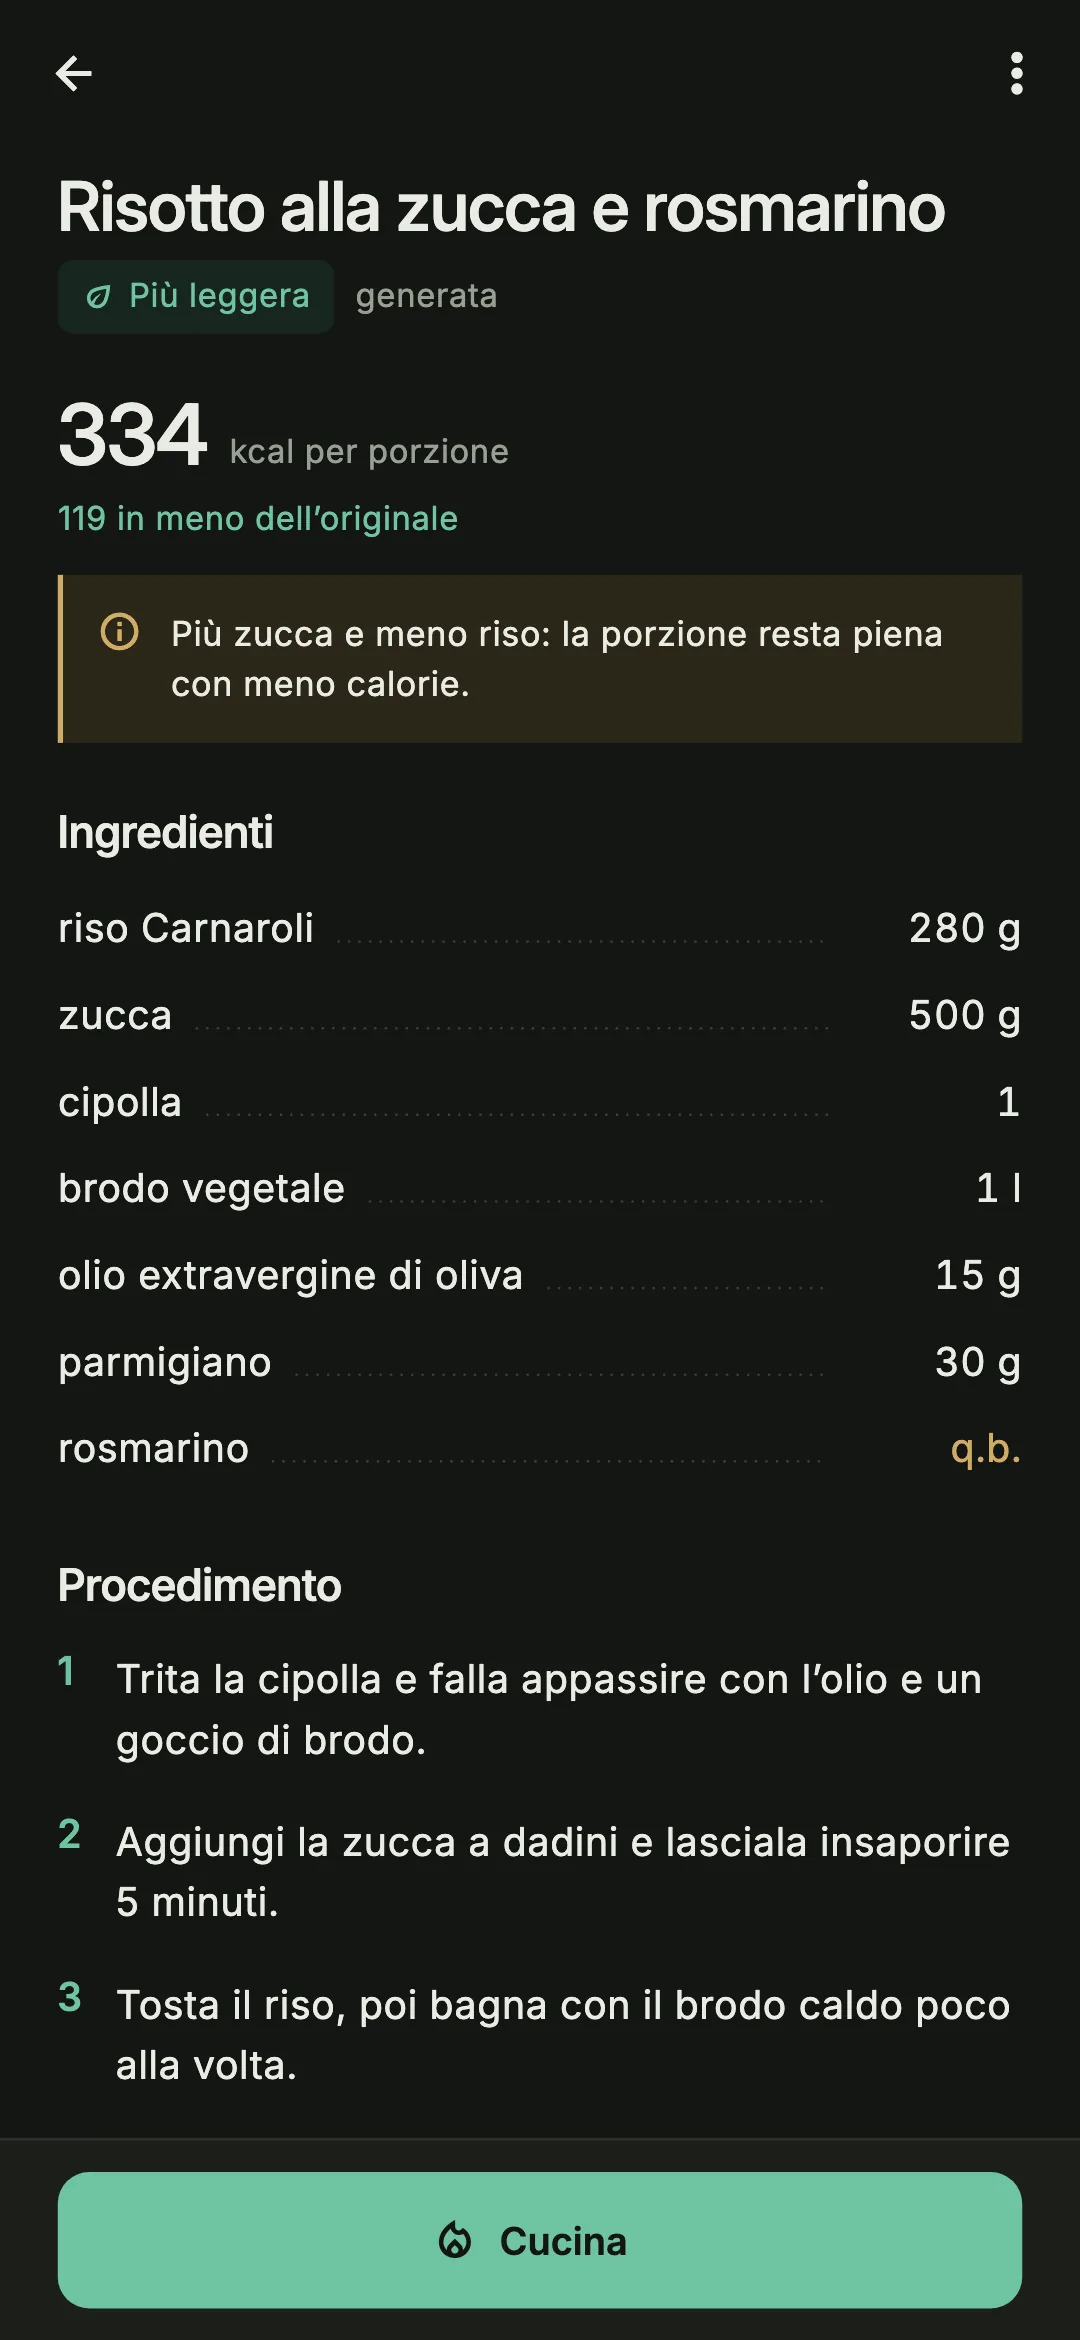 Risotto alla zucca e rosmarino
Più leggera generata
334 kcal per porzione
119 in meno dell’originale
Più zucca e meno riso: la porzione resta piena
con meno calorie.
Ingredienti
riso Carnaroli 280 g
zucca 500 g
cipolla 1
brodo vegetale 1 l
olio extravergine di oliva 15 g
parmigiano 30 g
rosmarino q.b.
Procedimento
1 Trita la cipolla e falla appassire con l’olio e un
goccio di brodo.
2 Aggiungi la zucca a dadini e lasciala insaporire
5 minuti.
3 Tosta il riso, poi bagna con il brodo caldo poco
alla volta.
Cucina